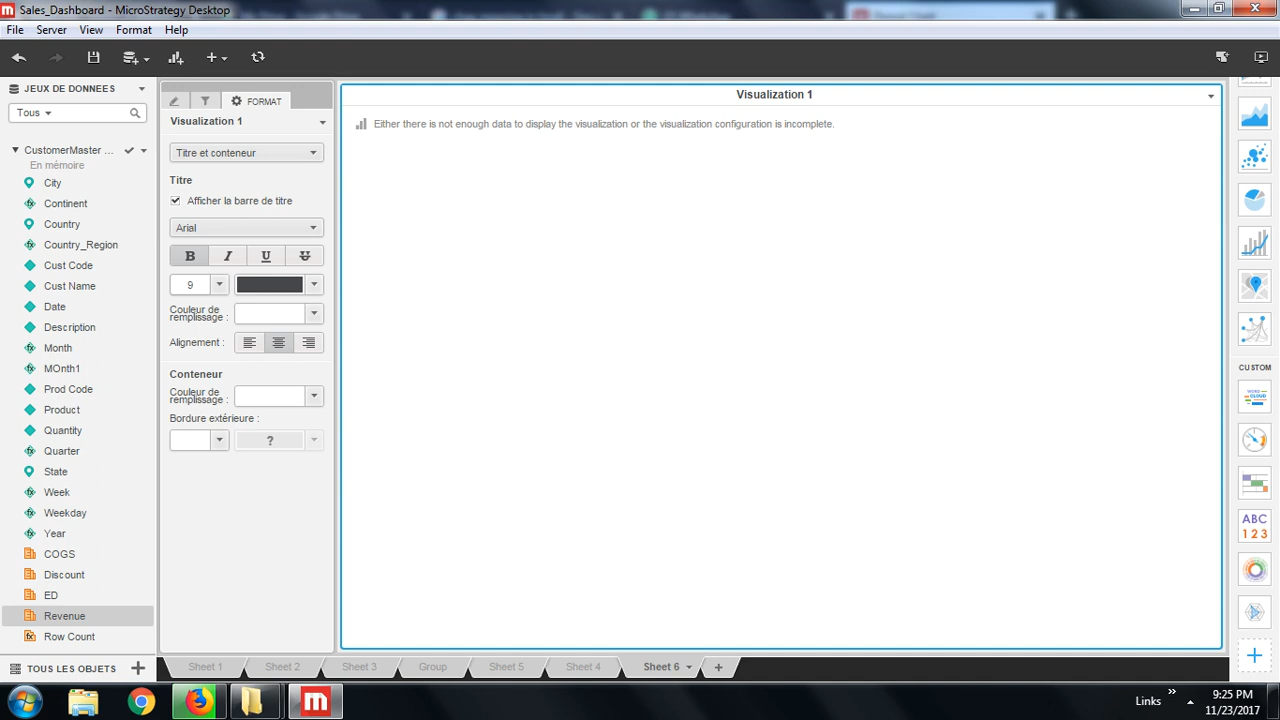 Sales_Dashboard - MicroStrategy Desktop
File Server View Format Help
JEUX DE DONNEES
Tous
CustomerMaster ...
En mémoire
City
Continent
Country
Country_Region
Cust Code
Cust Name
Date
Description
Month
MOnth1
Prod Code
Product
Quantity
Quarter
State
Week
Weekday
Year
COGS
Discount
ED
Revenue
Row Count
TOUS LES OBJETS
FORMAT
Visualization 1
Titre et conteneur
Titre
Afficher la barre de titre
Arial
B I U T
9
Couleur de
remplissage :
Alignement :
Conteneur
Couleur de
remplissage :
Bordure extérieure :
?
Visualization 1
Either there is not enough data to display the visualization or the visualization configuration is incomplete.
CUSTOM
WORD
CLOUD
ABC
123
Sheet 1 Sheet 2 Sheet 3 Group Sheet 5 Sheet 4 Sheet 6
Links
9:25 PM
11/23/2017